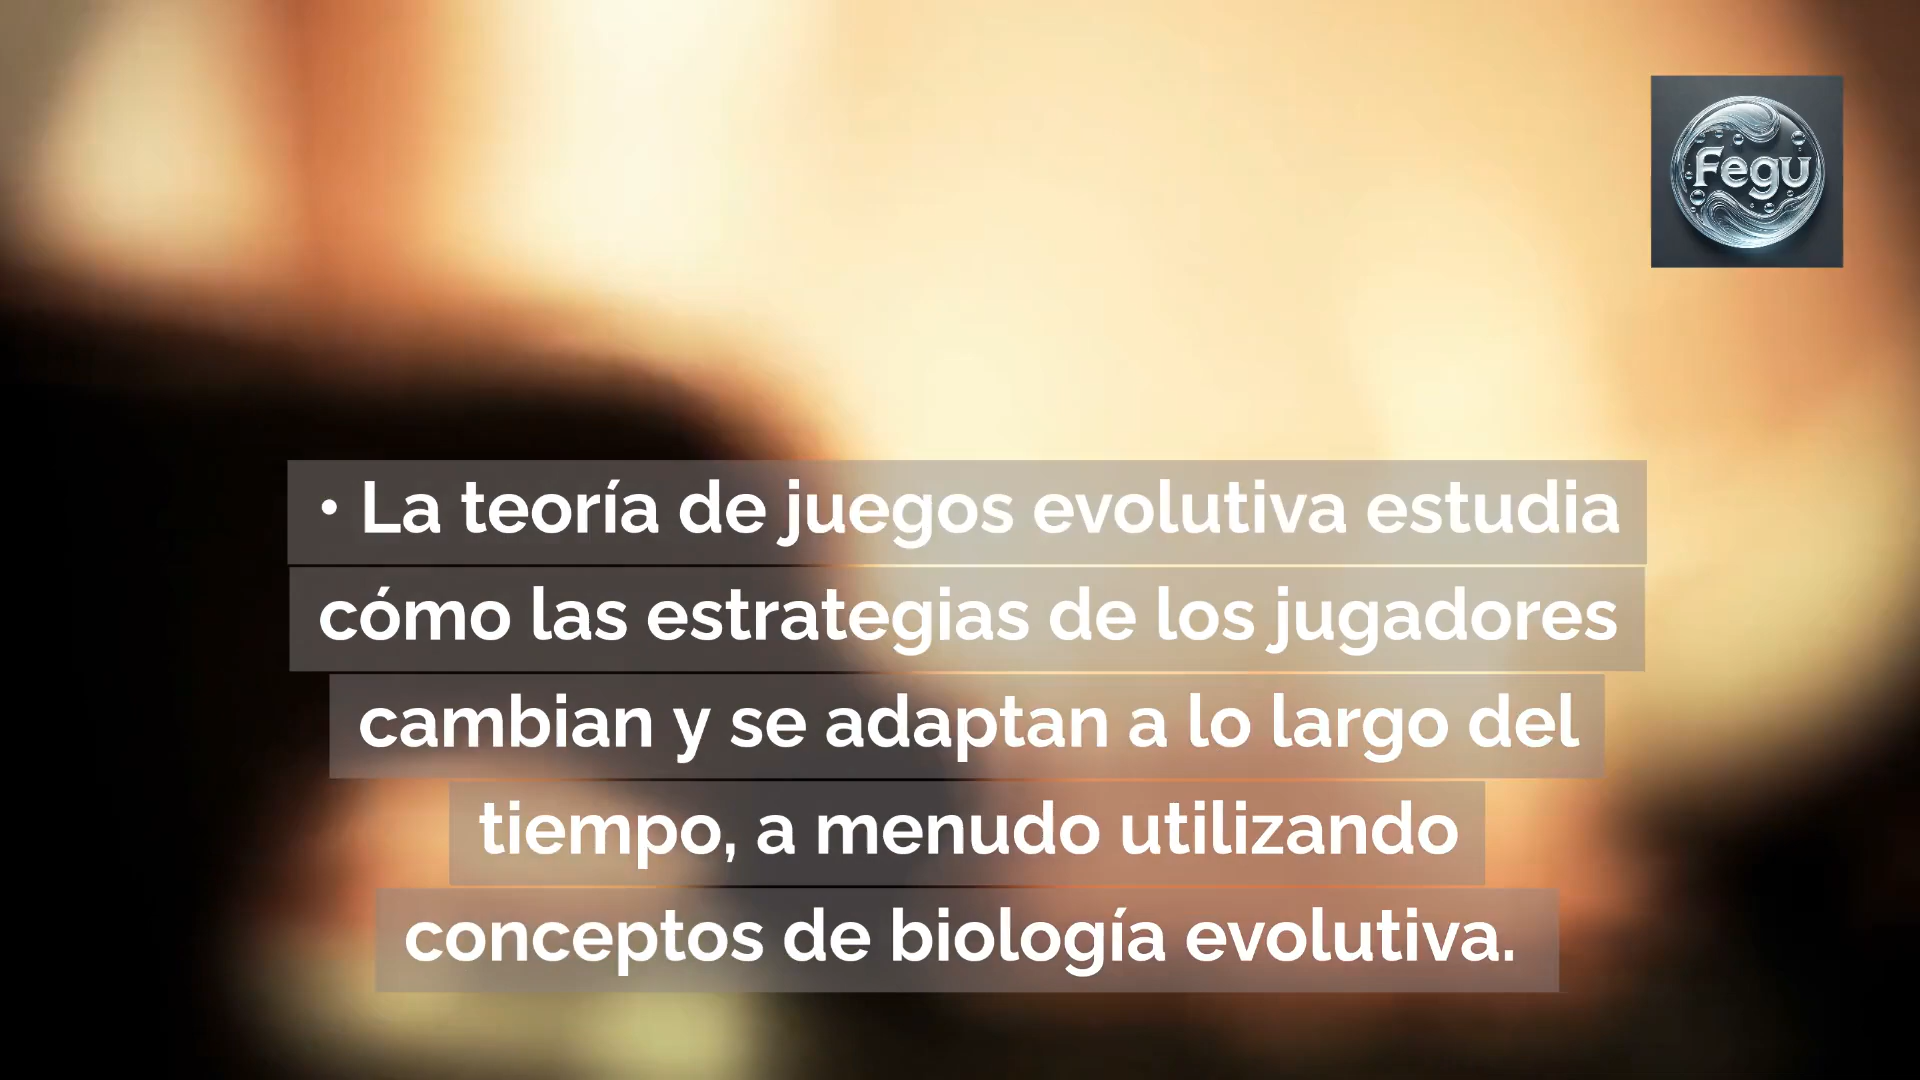 Fegu
• La teoría de juegos evolutiva estudia
cómo las estrategias de los jugadores
cambian y se adaptan a lo largo del
tiempo, a menudo utilizando
conceptos de biología evolutiva.